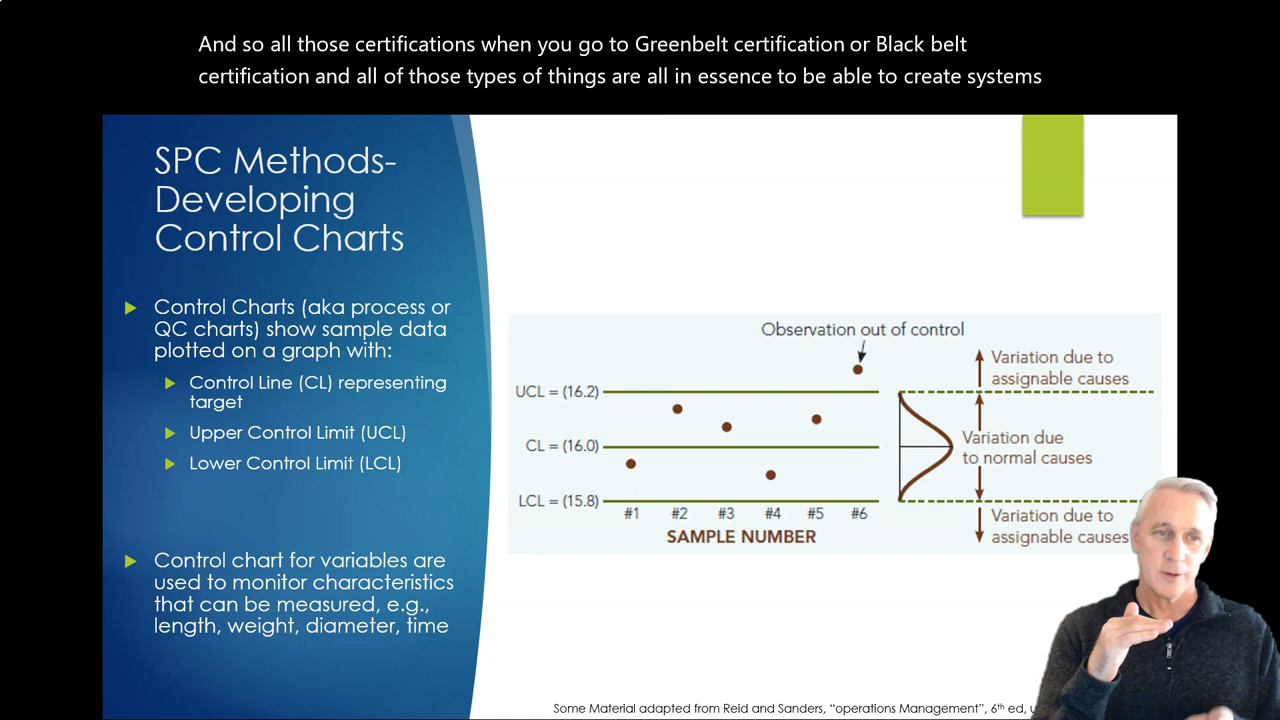 And so all those certifications when you go to Greenbelt certification or Black belt
certification and all of those types of things are all in essence to be able to create systems
SPC Methods-
Developing
Control Charts
Control Charts (aka process or
QC charts) show sample data
plotted on a graph with:
Control Line (CL) representing
target
Upper Control Limit (UCL)
Lower Control Limit (LCL)
Control chart for variables are
used to monitor characteristics
that can be measured, e.g.,
length, weight, diameter, time
Observation out of control
UCL = (16.2)
CL = (16.0)
LCL = (15.8)
#1 #2 #3 #4 #5 #6
SAMPLE NUMBER
Variation due to
assignable causes
Variation due
to normal causes
Variation due to
assignable causes
Some Material adapted from Reid and Sanders, “operations Management”, 6th ed,